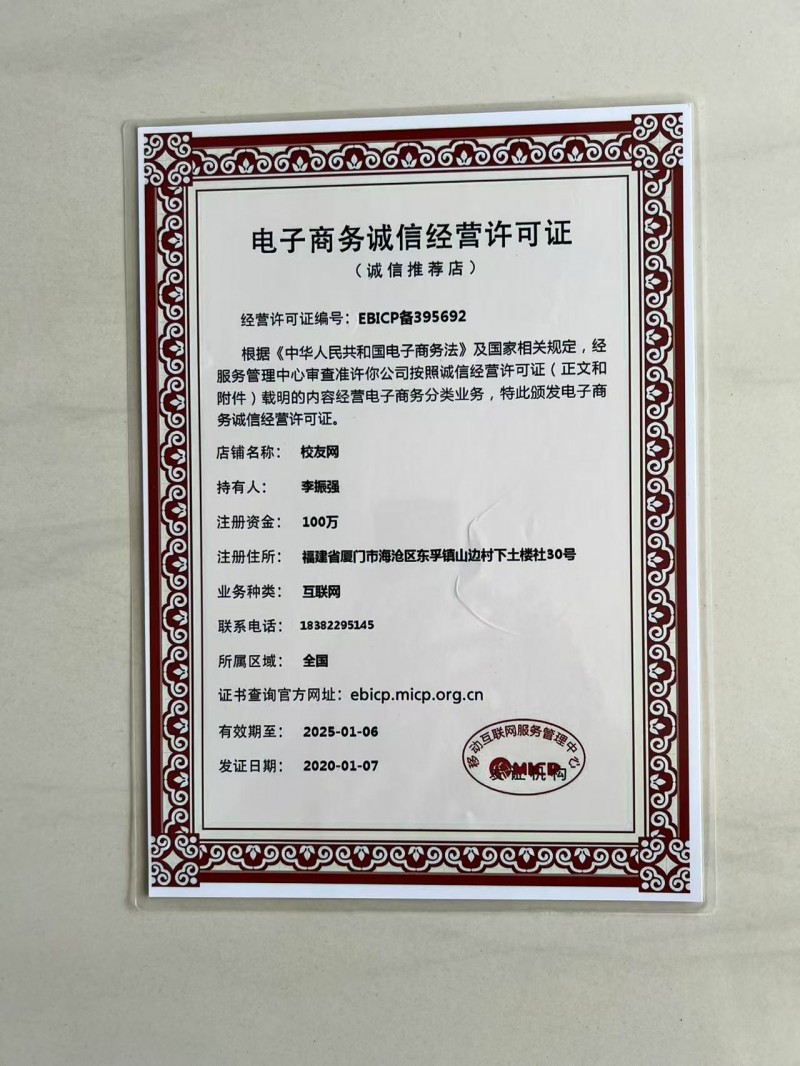 电子商务诚信经营许可证
（诚信推荐店）
经营许可证编号：EBICP备395692
根据《中华人民共和国电子商务法》及国家相关规定，经
服务管理中心审查准许你公司按照诚信经营许可证（正文和
附件）载明的内容经营电子商务分类业务，特此颁发电子商
务诚信经营许可证。
店铺名称： 校友网
持有人： 李振强
注册资金： 100万
注册住所： 福建省厦门市海沧区东孚镇山边村下土楼社30号
业务种类： 互联网
联系电话： 18382295145
所属区域： 全国
证书查询官方网址：ebicp.micp.org.cn
有效期至： 2025-01-06
发证日期： 2020-01-07
移动互联网服务管理中心
MICP
发证机构